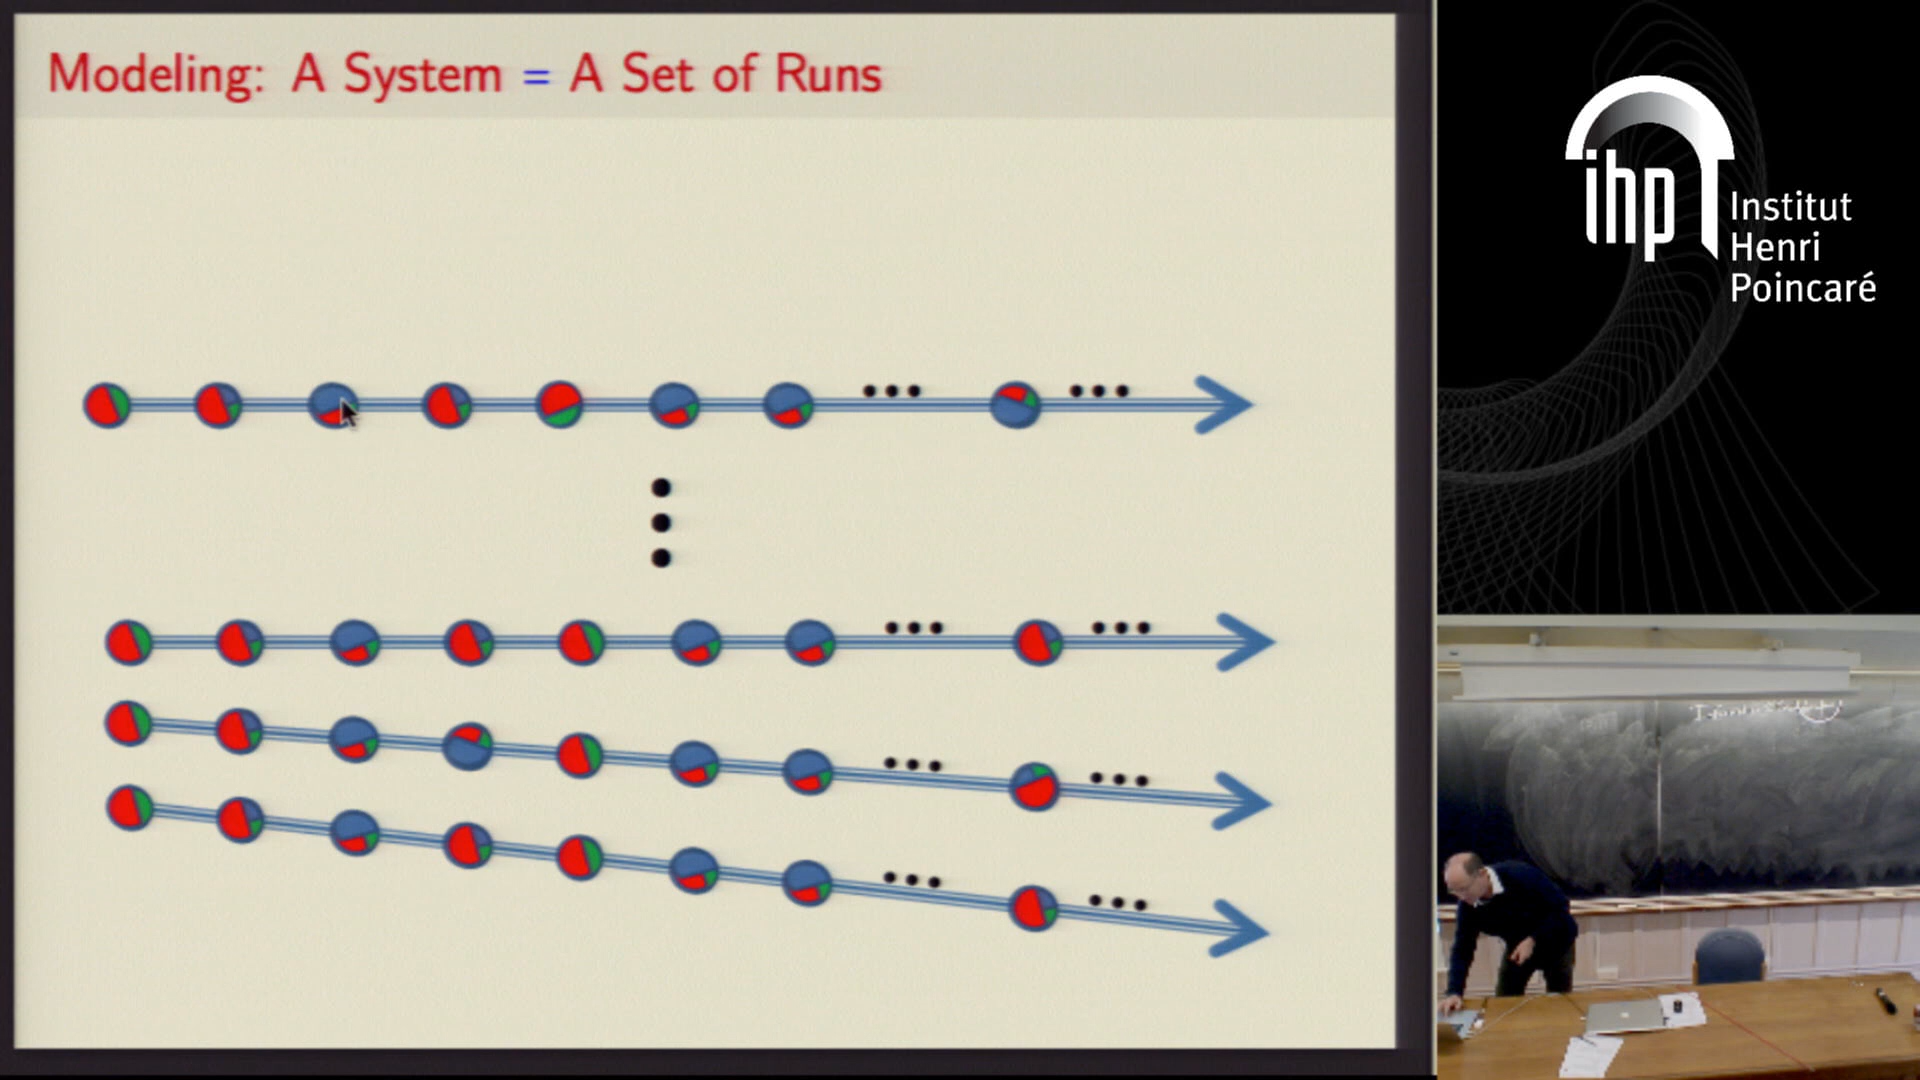 Modeling: A System = A Set of Runs
ihp
Institut
Henri
Poincaré